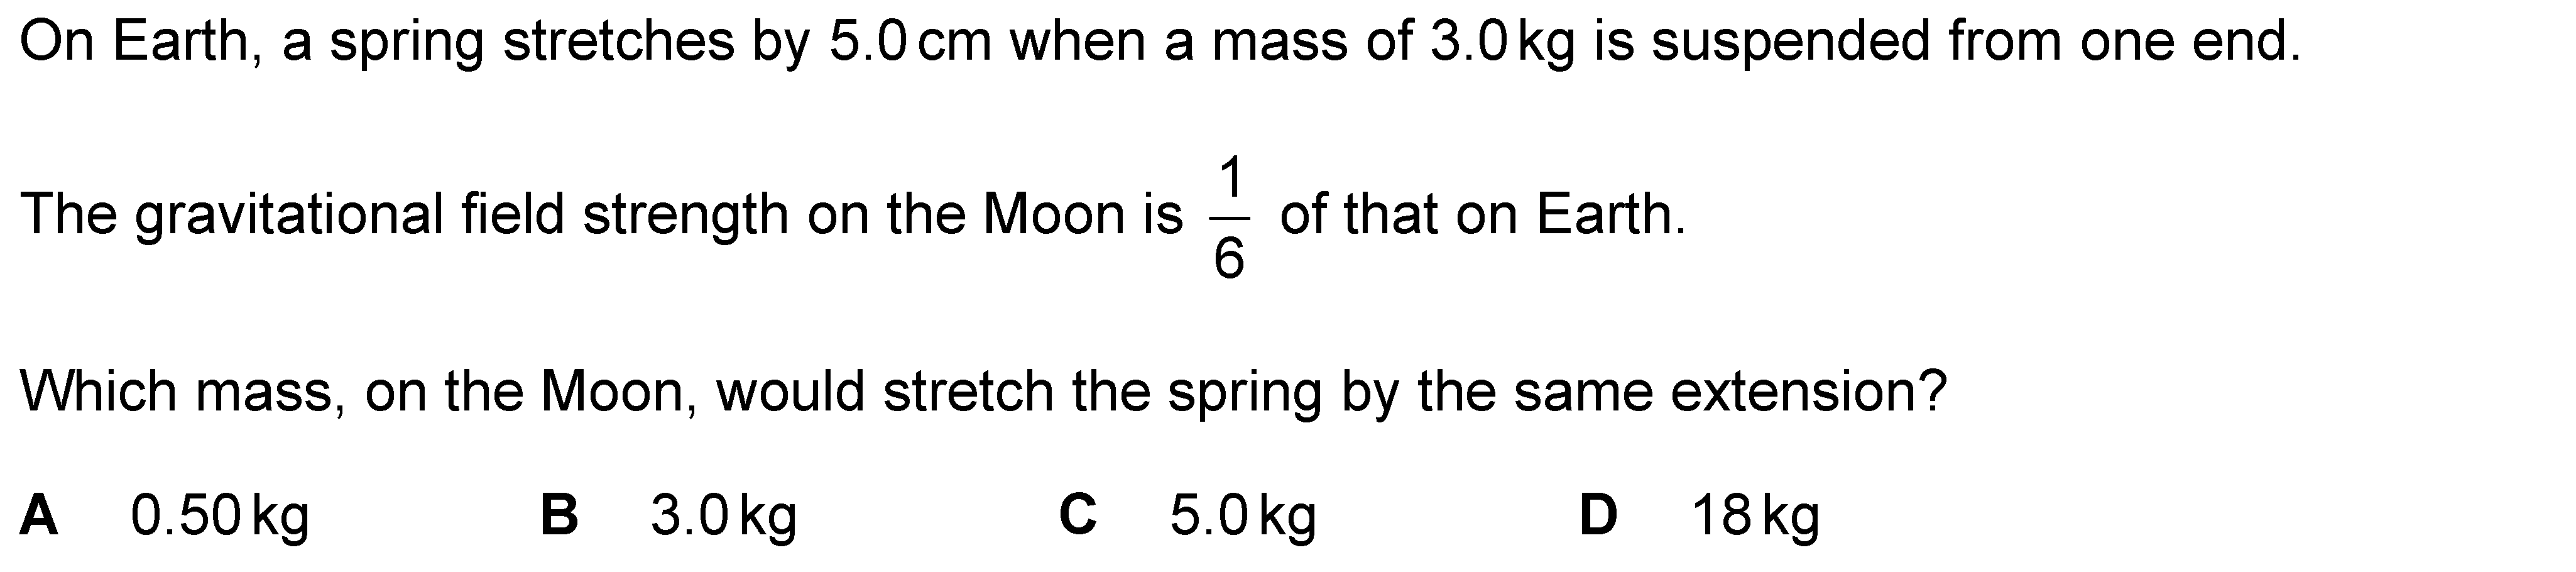 On Earth, a spring stretches by 5.0 cm when a mass of 3.0 kg is suspended from one end.
The gravitational field strength on the Moon is 1/6 of that on Earth.
Which mass, on the Moon, would stretch the spring by the same extension?
A 0.50 kg B 3.0 kg C 5.0 kg D 18 kg